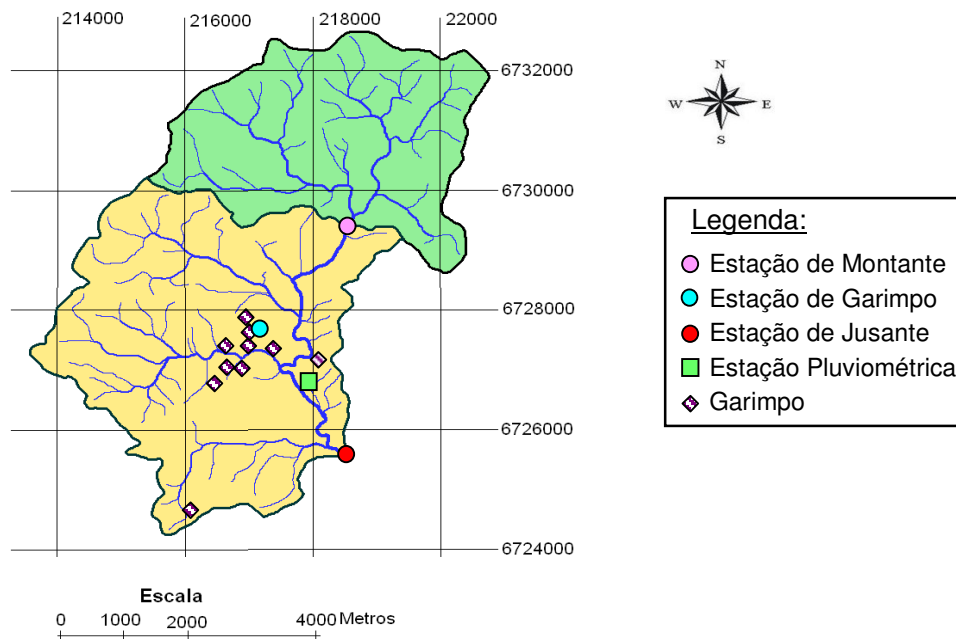 214000 216000 218000 22000
6732000
6730000
6728000
6726000
6724000
N
W E
S
Legenda:
Estação de Montante
Estação de Garimpo
Estação de Jusante
Estação Pluviométrica
Garimpo
Escala
0 1000 2000 4000 Metros